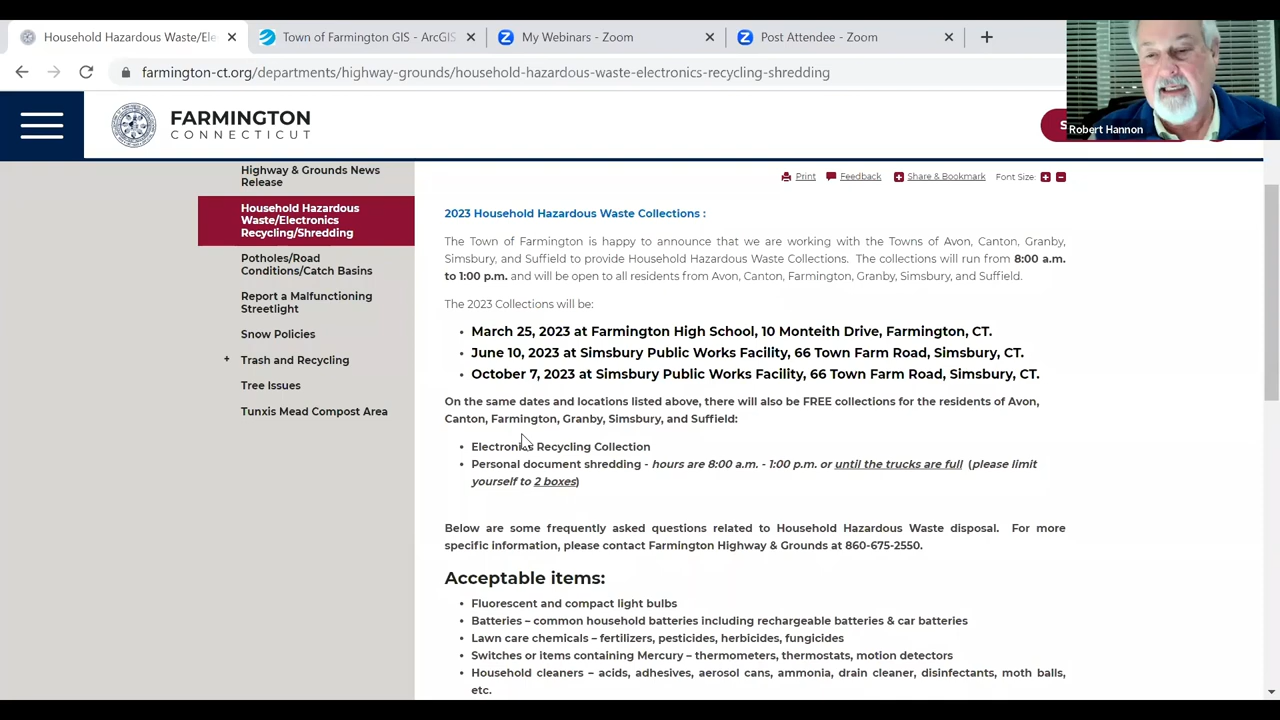 Household Hazardous Waste/Ele
Town of Farmington GIS - ArcGIS
My Webinars - Zoom
Post Attendee - Zoom
farmington-ct.org/departments/highway-grounds/household-hazardous-waste-electronics-recycling-shredding
FARMINGTON
CONNECTICUT
S
Robert Hannon
Highway & Grounds News
Release
Household Hazardous
Waste/Electronics
Recycling/Shredding
Potholes/Road
Conditions/Catch Basins
Report a Malfunctioning
Streetlight
Snow Policies
+ Trash and Recycling
Tree Issues
Tunxis Mead Compost Area
Print Feedback Share & Bookmark Font Size:
2023 Household Hazardous Waste Collections :
The Town of Farmington is happy to announce that we are working with the Towns of Avon, Canton, Granby,
Simsbury, and Suffield to provide Household Hazardous Waste Collections. The collections will run from 8:00 a.m.
to 1:00 p.m. and will be open to all residents from Avon, Canton, Farmington, Granby, Simsbury, and Suffield.
The 2023 Collections will be:
• March 25, 2023 at Farmington High School, 10 Monteith Drive, Farmington, CT.
• June 10, 2023 at Simsbury Public Works Facility, 66 Town Farm Road, Simsbury, CT.
• October 7, 2023 at Simsbury Public Works Facility, 66 Town Farm Road, Simsbury, CT.
On the same dates and locations listed above, there will also be FREE collections for the residents of Avon,
Canton, Farmington, Granby, Simsbury, and Suffield:
• Electronics Recycling Collection
• Personal document shredding - hours are 8:00 a.m. - 1:00 p.m. or until the trucks are full (please limit
yourself to 2 boxes)
Below are some frequently asked questions related to Household Hazardous Waste disposal. For more
specific information, please contact Farmington Highway & Grounds at 860-675-2550.
Acceptable items:
• Fluorescent and compact light bulbs
• Batteries – common household batteries including rechargeable batteries & car batteries
• Lawn care chemicals – fertilizers, pesticides, herbicides, fungicides
• Switches or items containing Mercury – thermometers, thermostats, motion detectors
• Household cleaners – acids, adhesives, aerosol cans, ammonia, drain cleaner, disinfectants, moth balls,
etc.